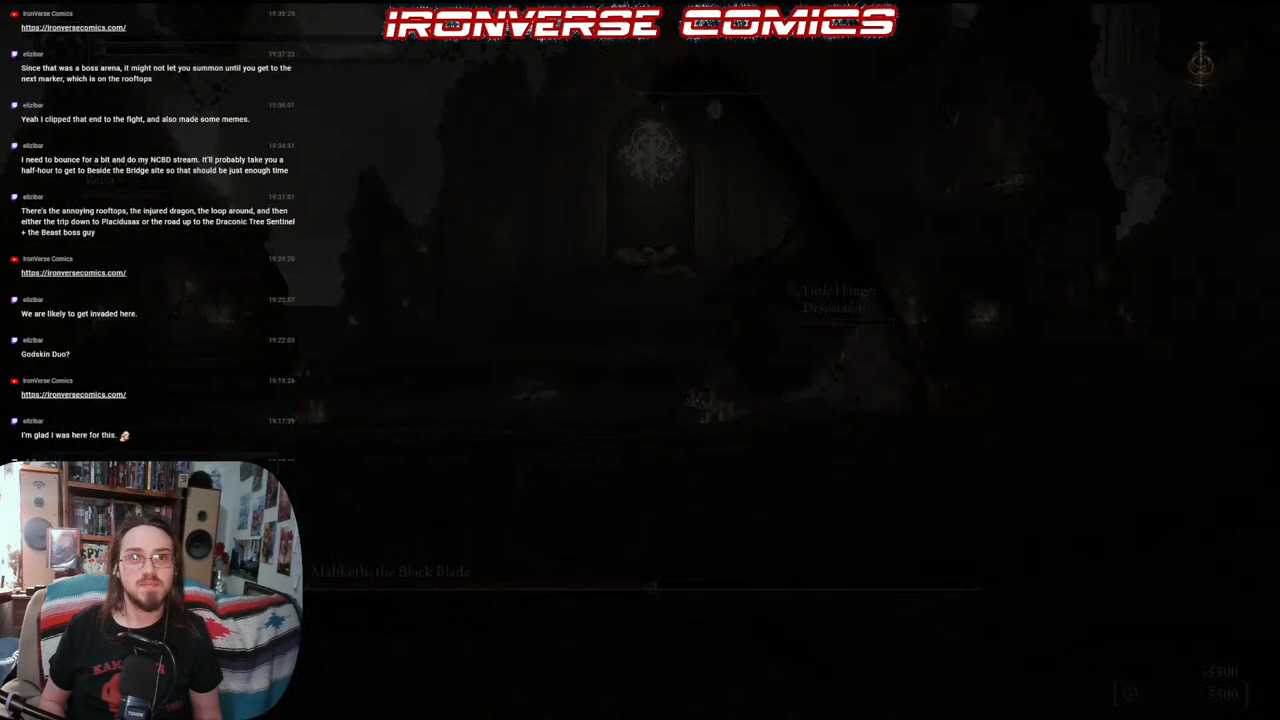 IRONVERSE COMICS
IronVerse Comics 19:39:29
https://ironversecomics.com/
elizibar 19:37:22
Since that was a boss arena, it might not let you summon until you get to the
next marker, which is on the rooftops
elizibar 19:36:01
Yeah I clipped that end to the fight, and also made some memes.
elizibar 19:34:51
I need to bounce for a bit and do my NCBD stream. It'll probably take you a
half-hour to get to Beside the Bridge site so that should be just enough time
elizibar 19:31:01
There's the annoying rooftops, the injured dragon, the loop around, and then
either the trip down to Placidusax or the road up to the Draconic Tree Sentinel
+ the Beast boss guy
IronVerse Comics 19:29:28
https://ironversecomics.com/
elizibar 19:23:57
We are likely to get invaded here.
elizibar 19:22:03
Godskin Duo?
IronVerse Comics 19:19:26
https://ironversecomics.com/
elizibar 19:17:39
I'm glad I was here for this.
Furled Finger
Maliketh, the Black Blade
5500
SPY